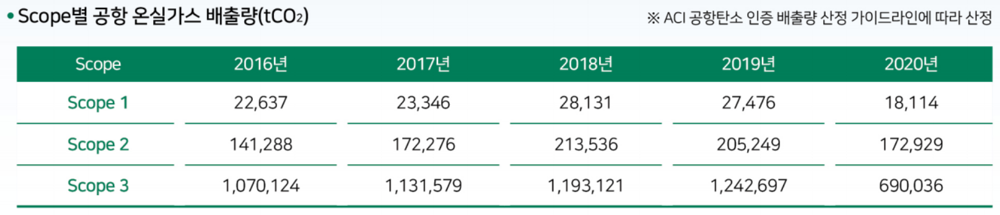 • Scope별 공항 온실가스 배출량(tCO₂)
※ ACI 공항탄소 인증 배출량 산정 가이드라인에 따라 산정
Scope 2016년 2017년 2018년 2019년 2020년
Scope 1 22,637 23,346 28,131 27,476 18,114
Scope 2 141,288 172,276 213,536 205,249 172,929
Scope 3 1,070,124 1,131,579 1,193,121 1,242,697 690,036